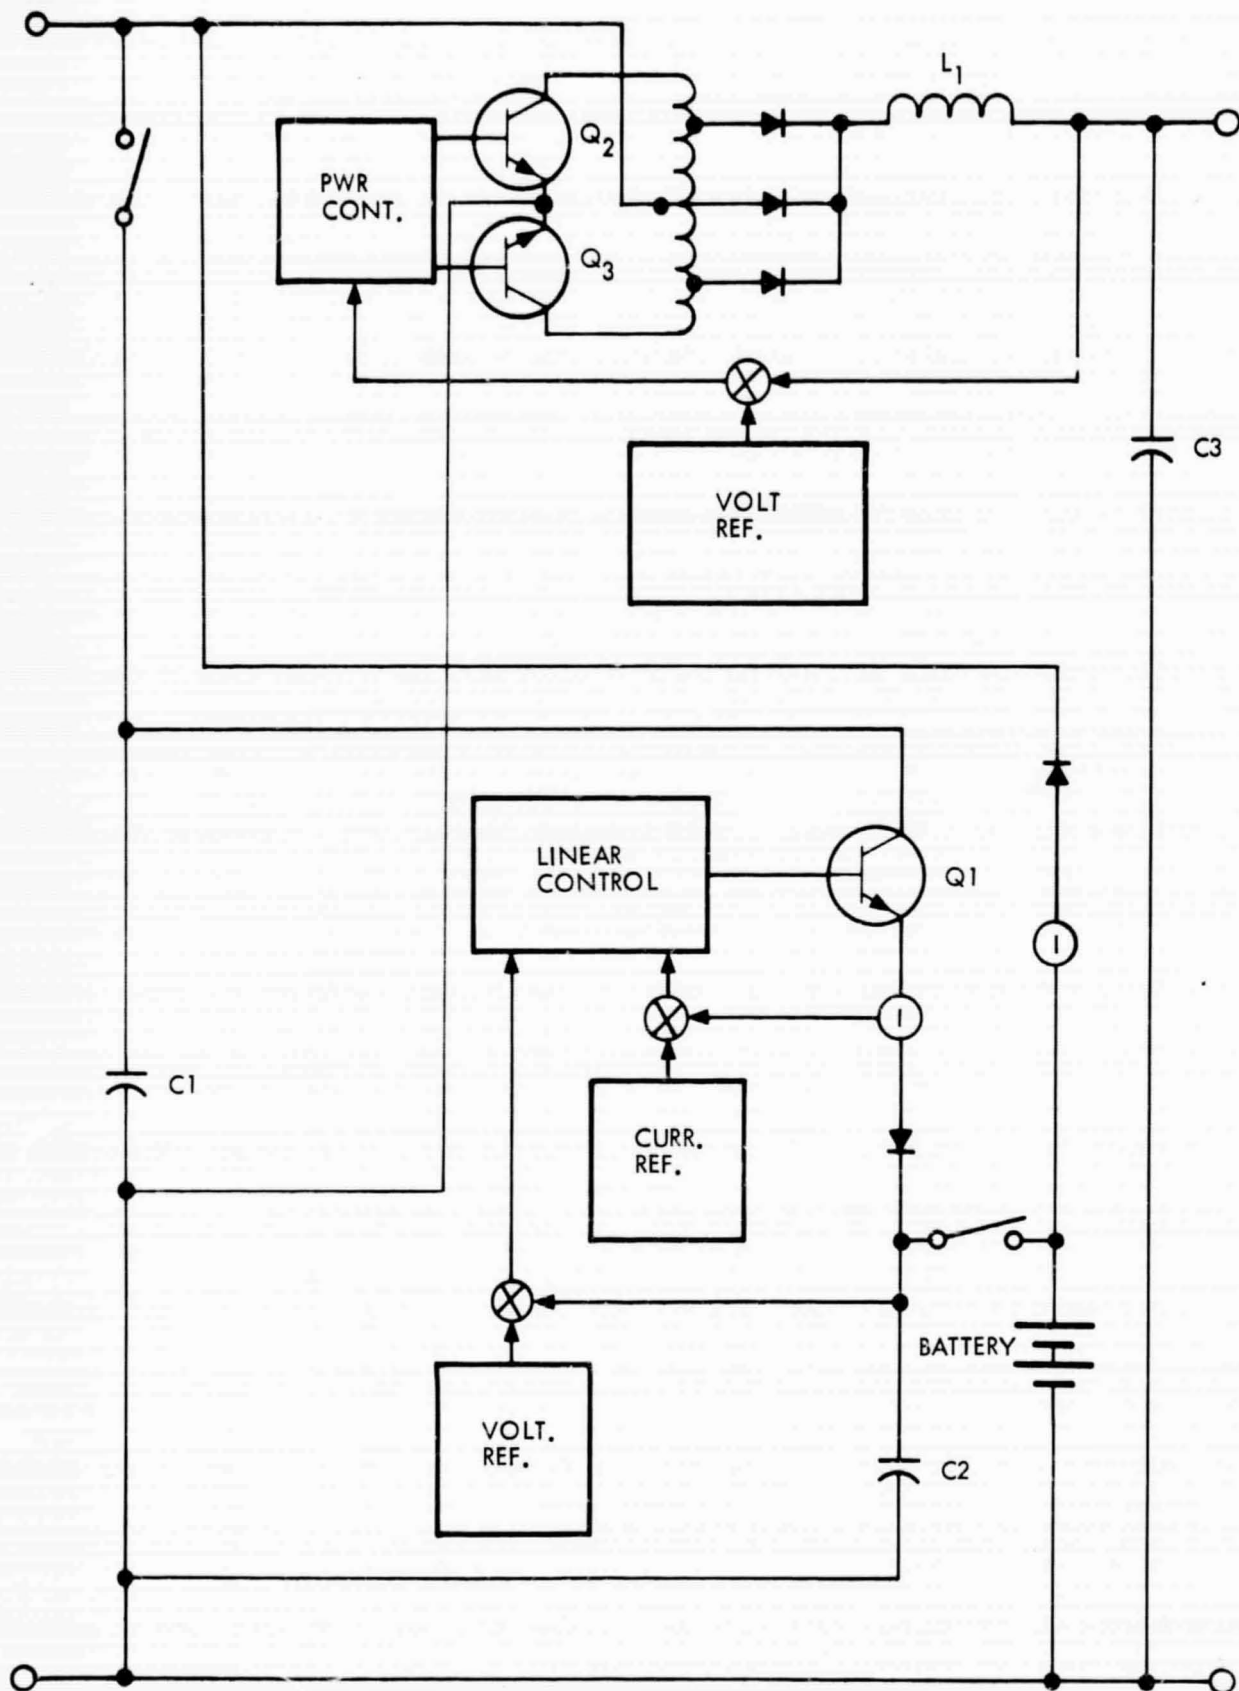 L1
Q2
PWR
CONT.
Q3
C3
VOLT
REF.
LINEAR
CONTROL
Q1
I
I
C1
CURR.
REF.
BATTERY
VOLT.
REF.
C2